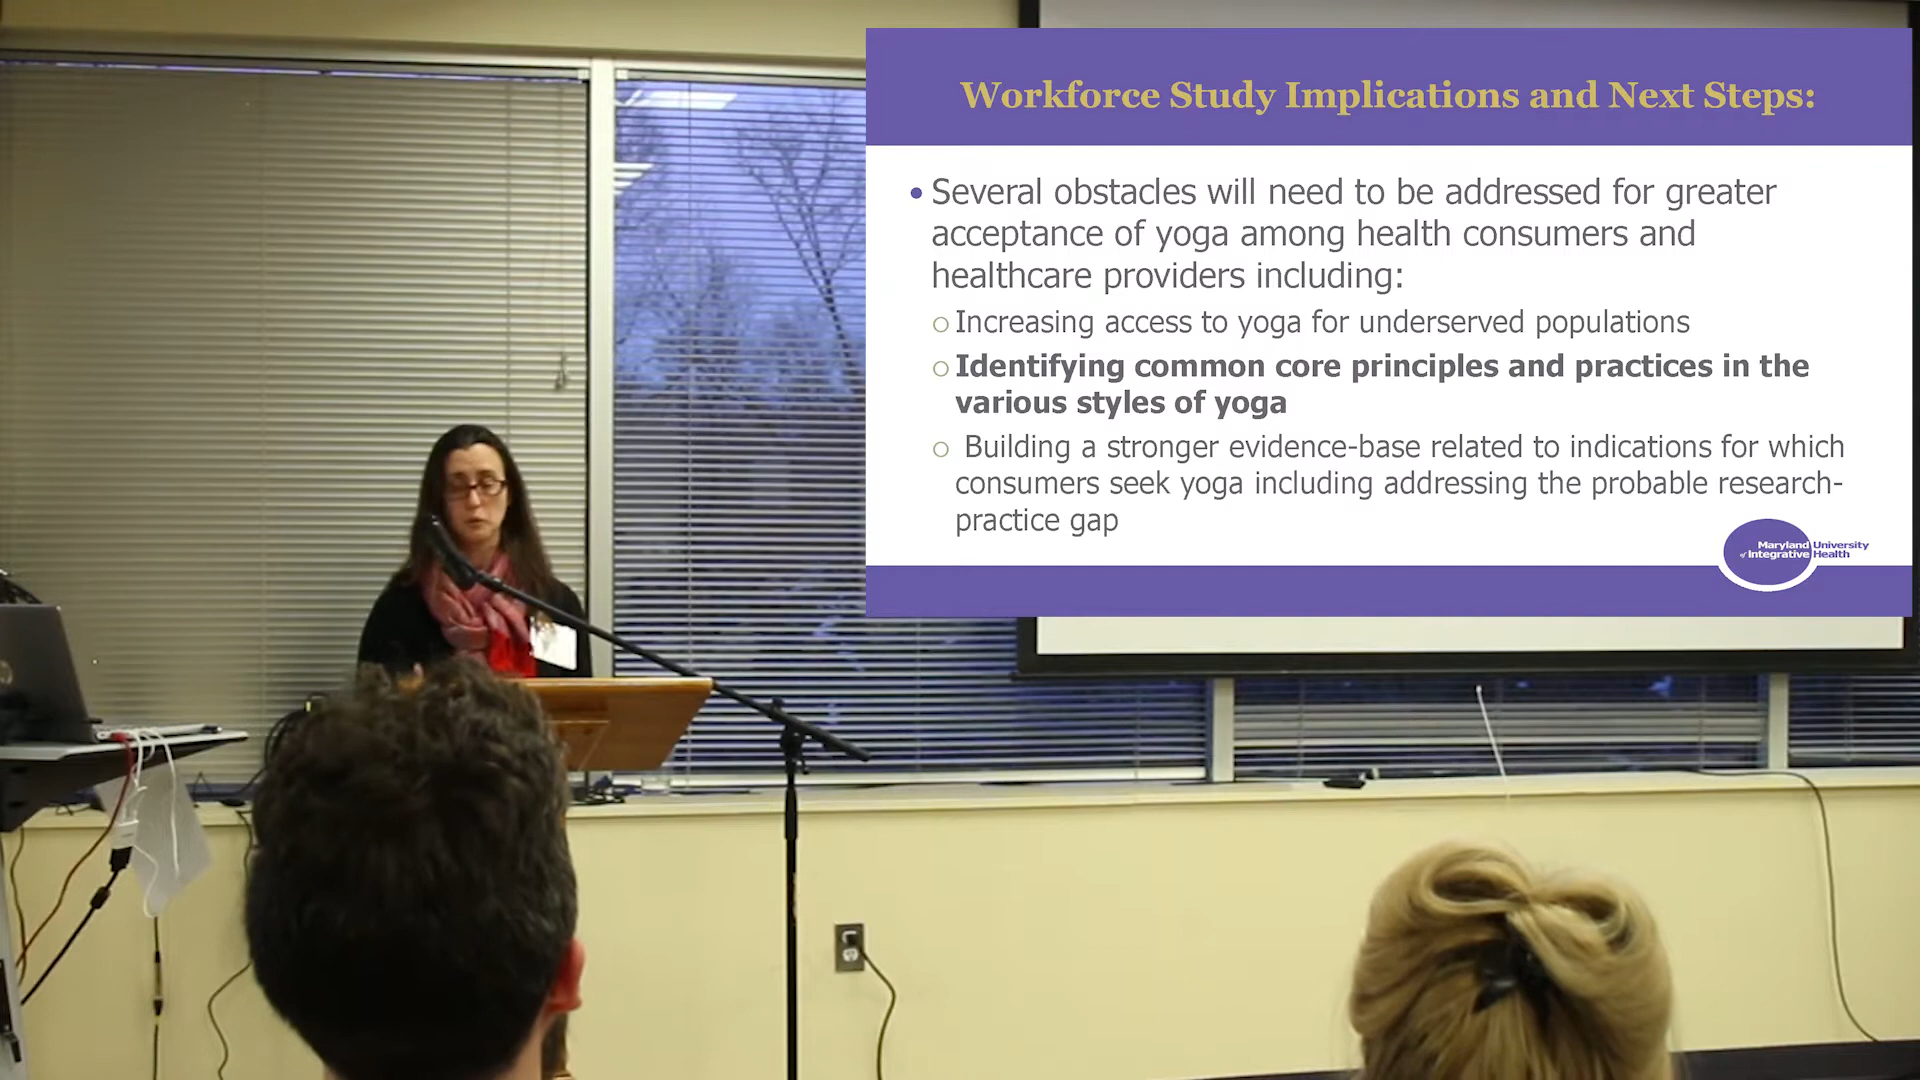 Workforce Study Implications and Next Steps:
• Several obstacles will need to be addressed for greater
acceptance of yoga among health consumers and
healthcare providers including:
○ Increasing access to yoga for underserved populations
○ Identifying common core principles and practices in the
various styles of yoga
○ Building a stronger evidence-base related to indications for which
consumers seek yoga including addressing the probable research-
practice gap
Maryland University
of Integrative Health